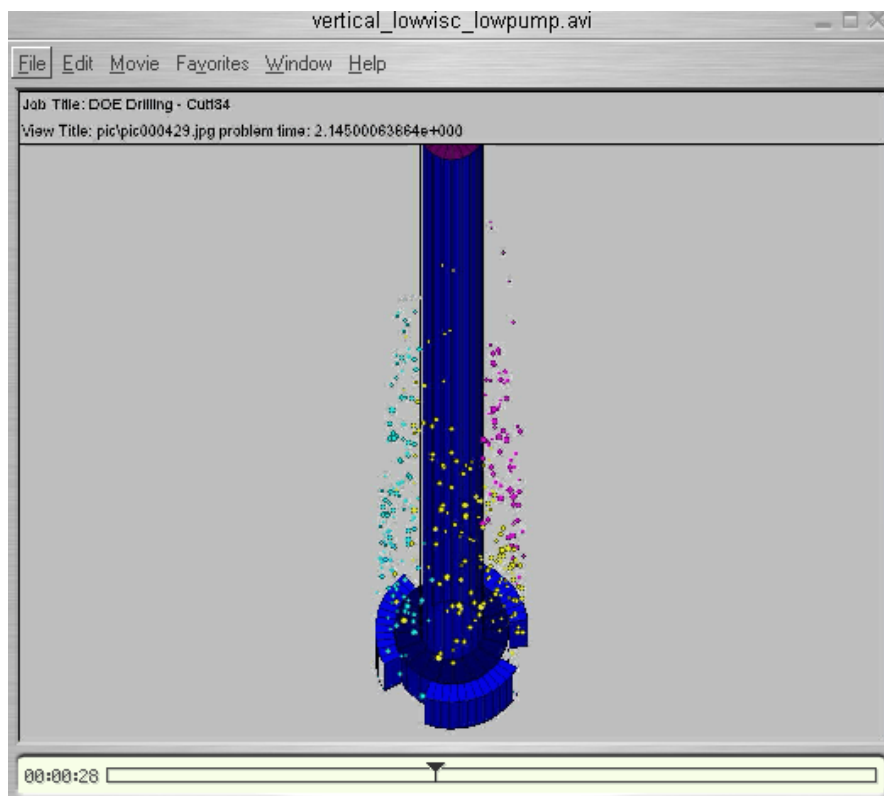 vertical_lowvisc_lowpump.avi
File Edit Movie Favorites Window Help
Job Title: DOE Drilling - Cutt84
View Title: pic\pic000429.jpg problem time: 2.14500063664e+000
00:00:28